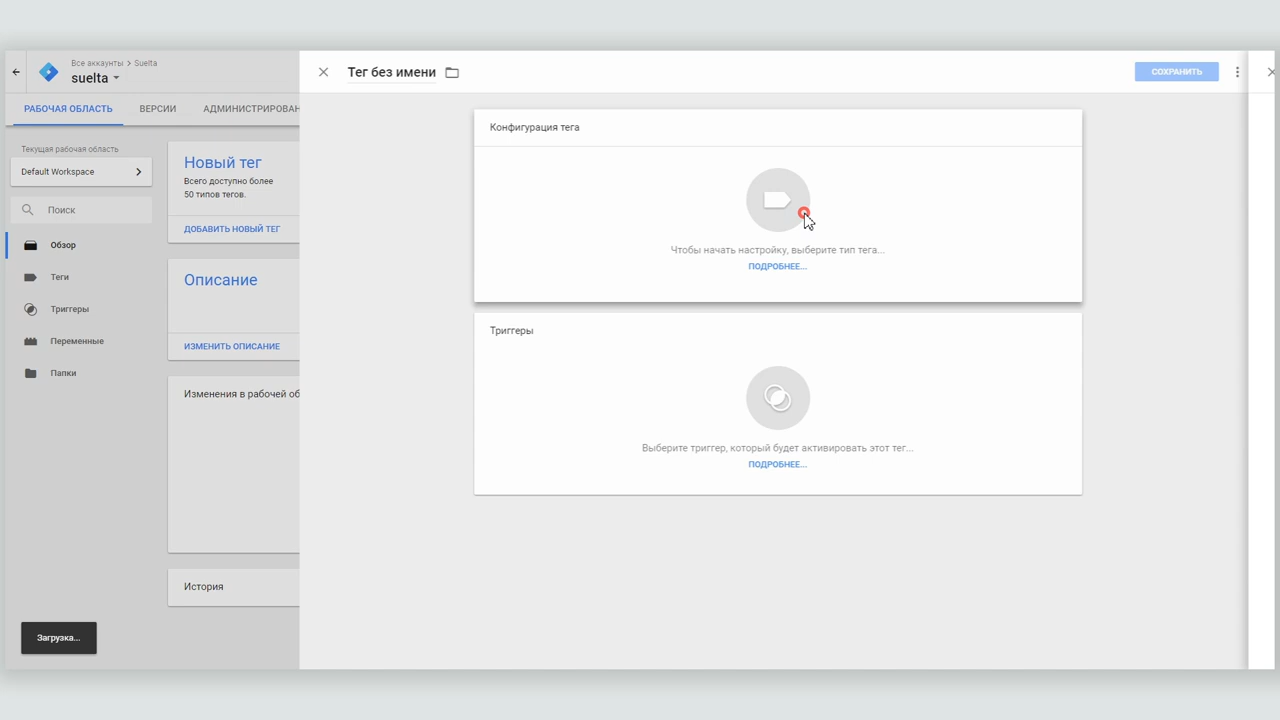 Все аккаунты > Suelta
suelta
РАБОЧАЯ ОБЛАСТЬ
ВЕРСИИ
АДМИНИСТРИРОВАН
Текущая рабочая область
Default Workspace
Поиск
Обзор
Теги
Триггеры
Переменные
Папки
Загрузка...
Новый тег
Всего доступно более
50 типов тегов.
ДОБАВИТЬ НОВЫЙ ТЕГ
Описание
ИЗМЕНИТЬ ОПИСАНИЕ
Изменения в рабочей об
История
Тег без имени
СОХРАНИТЬ
Конфигурация тега
Чтобы начать настройку, выберите тип тега...
ПОДРОБНЕЕ...
Триггеры
Выберите триггер, который будет активировать этот тег...
ПОДРОБНЕЕ...